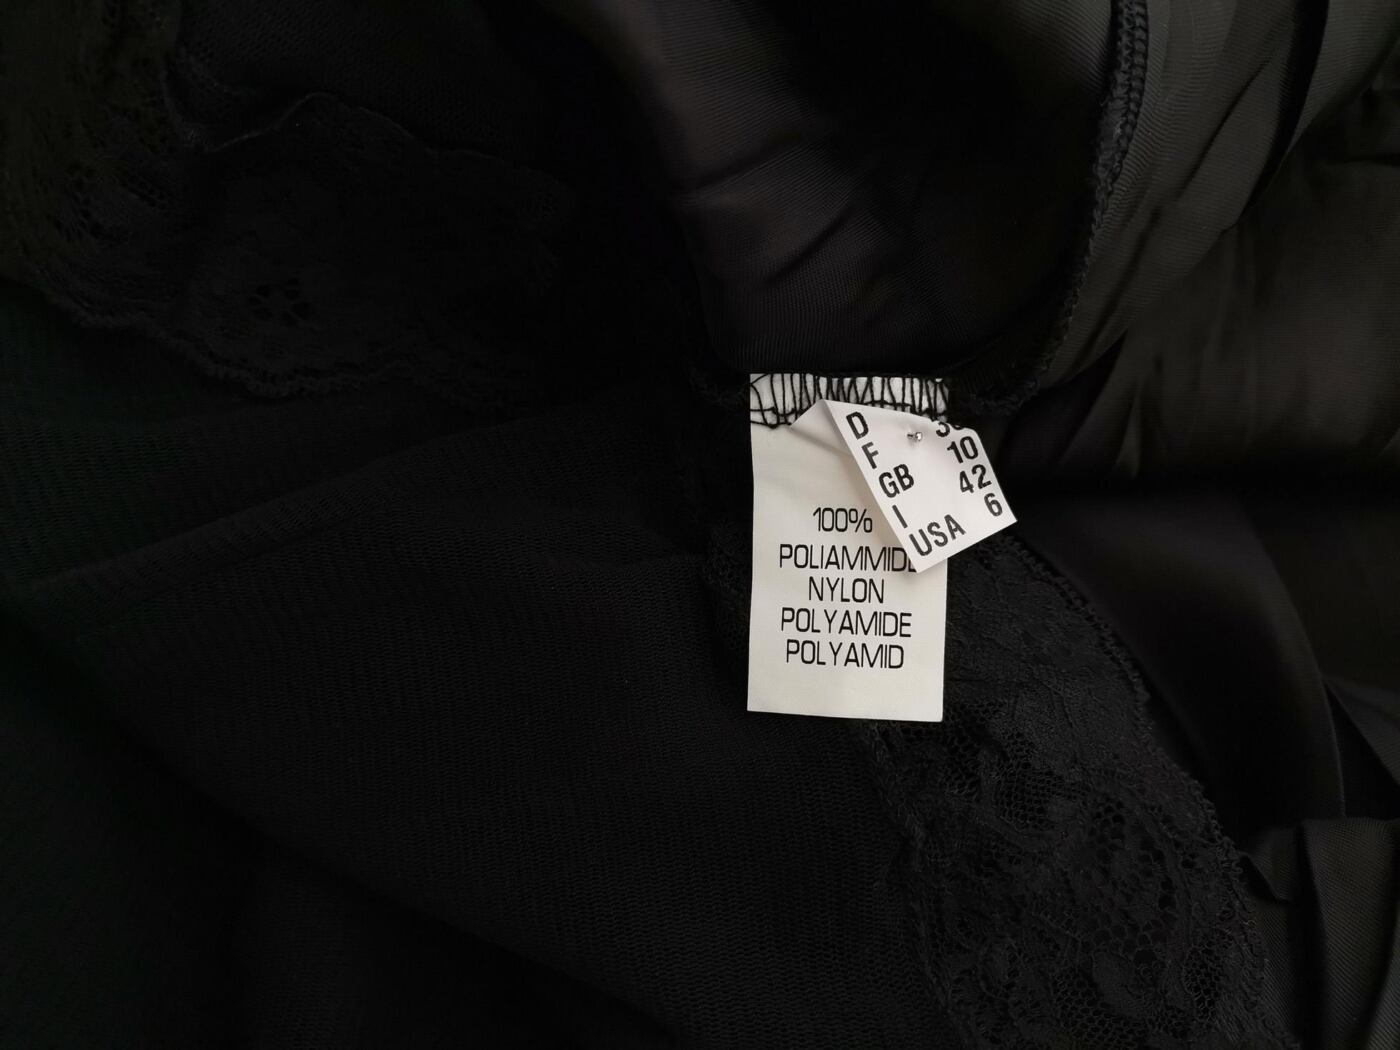 D
F
GB 10
I 42
USA 6
100%
POLIAMMIDE
NYLON
POLYAMIDE
POLYAMID